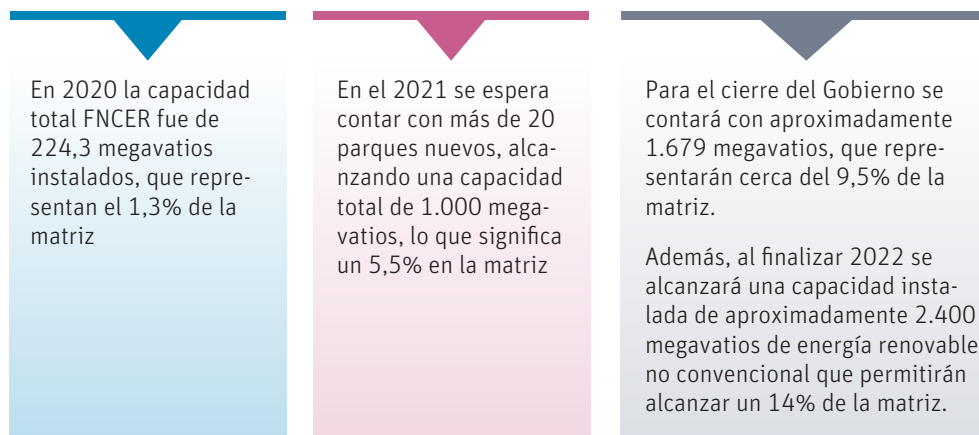 En 2020 la capacidad
total FNCER fue de
224,3 megavatios
instalados, que repre-
sentan el 1,3% de la
matriz
En el 2021 se espera
contar con más de 20
parques nuevos, alca-
nzando una capacidad
total de 1.000 mega-
vatios, lo que significa
un 5,5% en la matriz
Para el cierre del Gobierno se
contará con aproximadamente
1.679 megavatios, que repre-
sentarán cerca del 9,5% de la
matriz.
Además, al finalizar 2022 se
alcanzará una capacidad insta-
lada de aproximadamente 2.400
megavatios de energía renovable
no convencional que permitirán
alcanzar un 14% de la matriz.